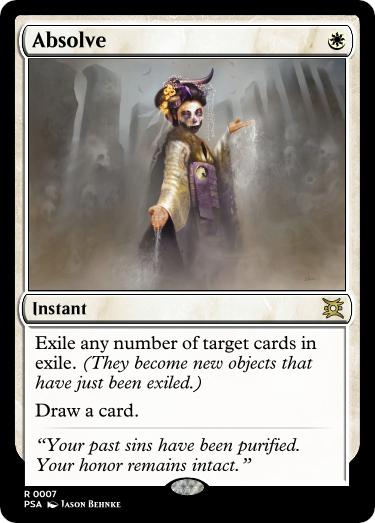 Absolve
Instant
Exile any number of target cards in
exile. (They become new objects that
have just been exiled.)
Draw a card.
“Your past sins have been purified.
Your honor remains intact.”
R 0007
PSA Jason Behnke